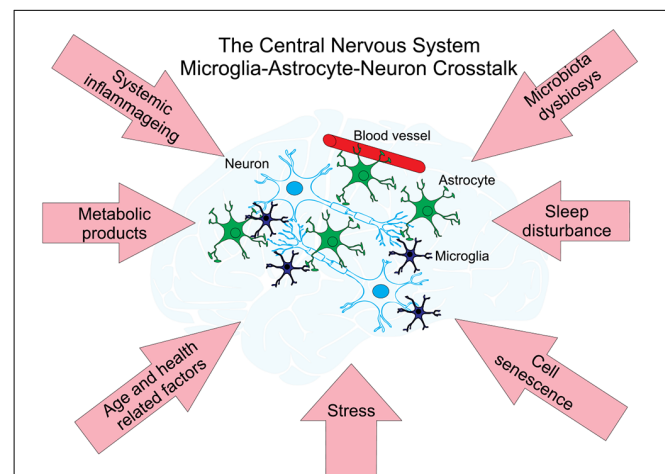 The Central Nervous System
Microglia-Astrocyte-Neuron Crosstalk
Systemic
inflammageing
Microbiota
dysbiosys
Blood vessel
Neuron
Astrocyte
Metabolic
products
Sleep
disturbance
Microglia
Age and health
related factors
Stress
Cell
senescence